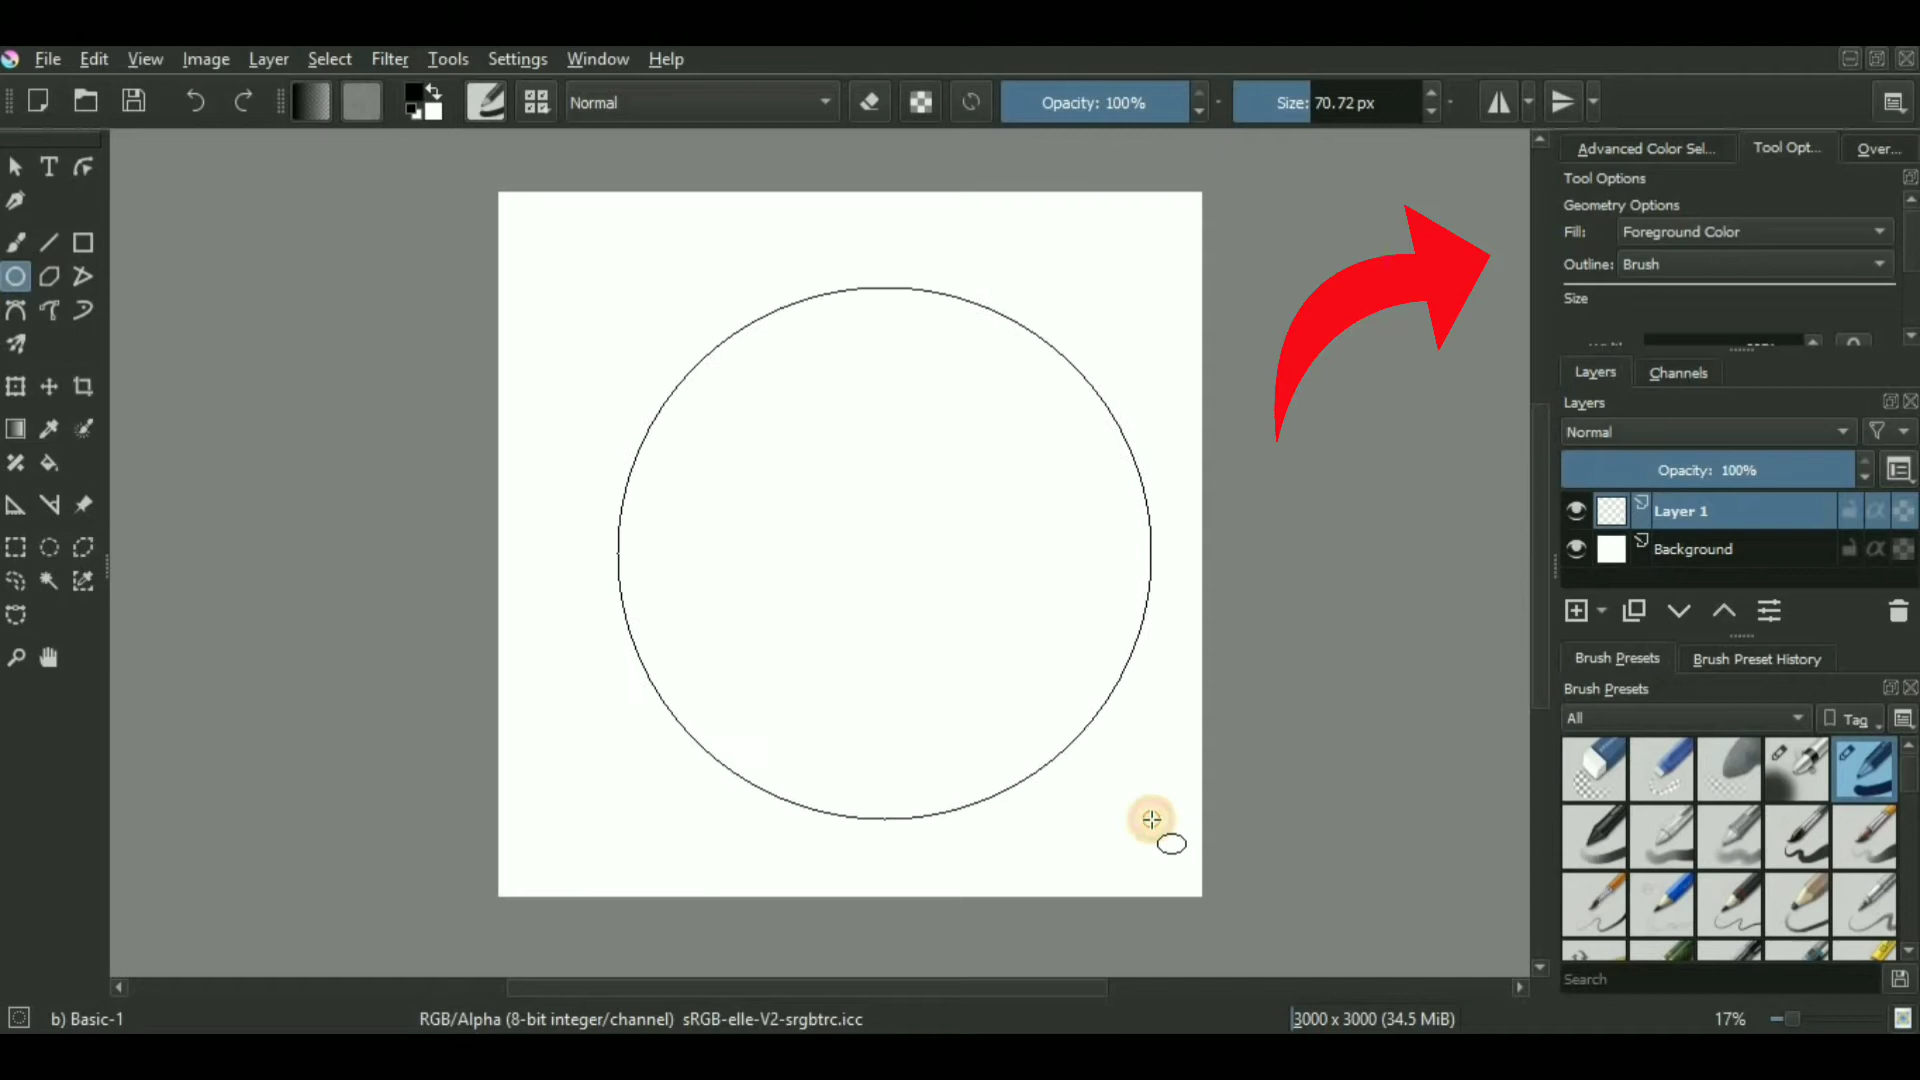 File Edit View Image Layer Select Filter Tools Settings Window Help
Normal Opacity: 100% Size: 70.72 px
Advanced Color Sel... Tool Opt... Over...
Tool Options
Geometry Options
Fill: Foreground Color
Outline: Brush
Size
Layers Channels
Layers
Normal
Opacity: 100%
Layer 1
Background
Brush Presets Brush Preset History
Brush Presets
All Tag
Search
b) Basic-1 RGB/Alpha (8-bit integer/channel) sRGB-elle-V2-srgbtrc.icc 3000 x 3000 (34.5 MiB) 17%